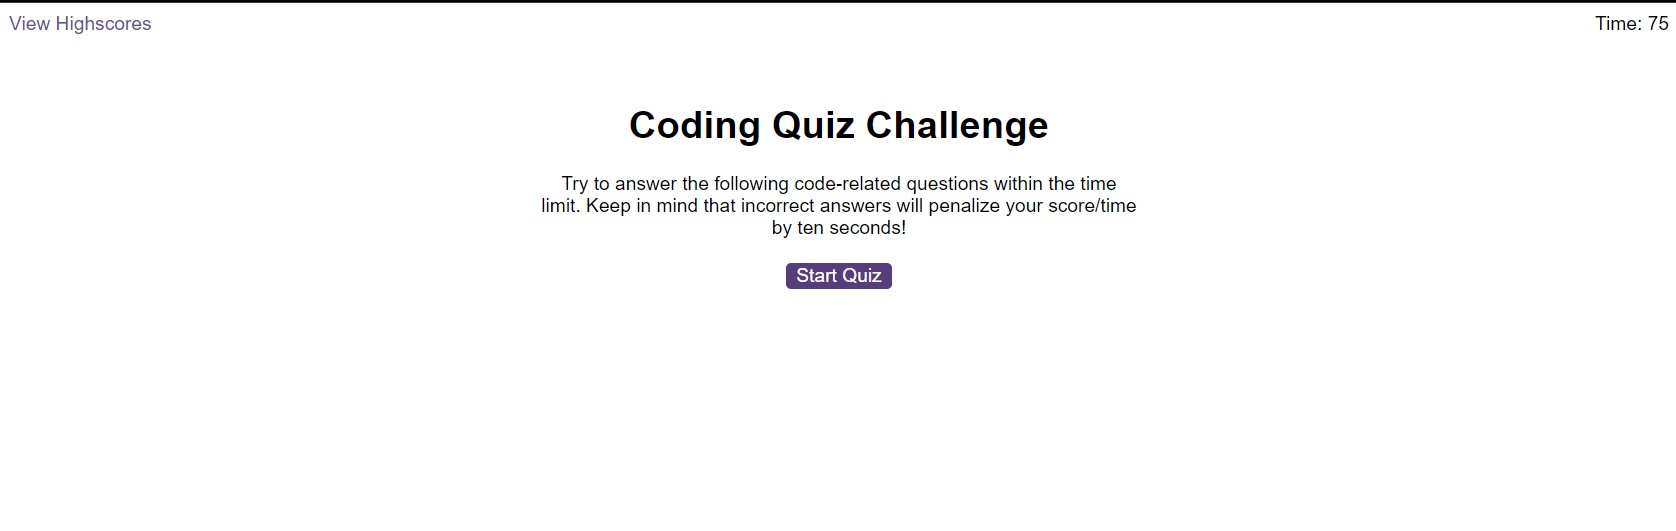 View Highscores
Time: 75
Coding Quiz Challenge
Try to answer the following code-related questions within the time
limit. Keep in mind that incorrect answers will penalize your score/time
by ten seconds!
Start Quiz